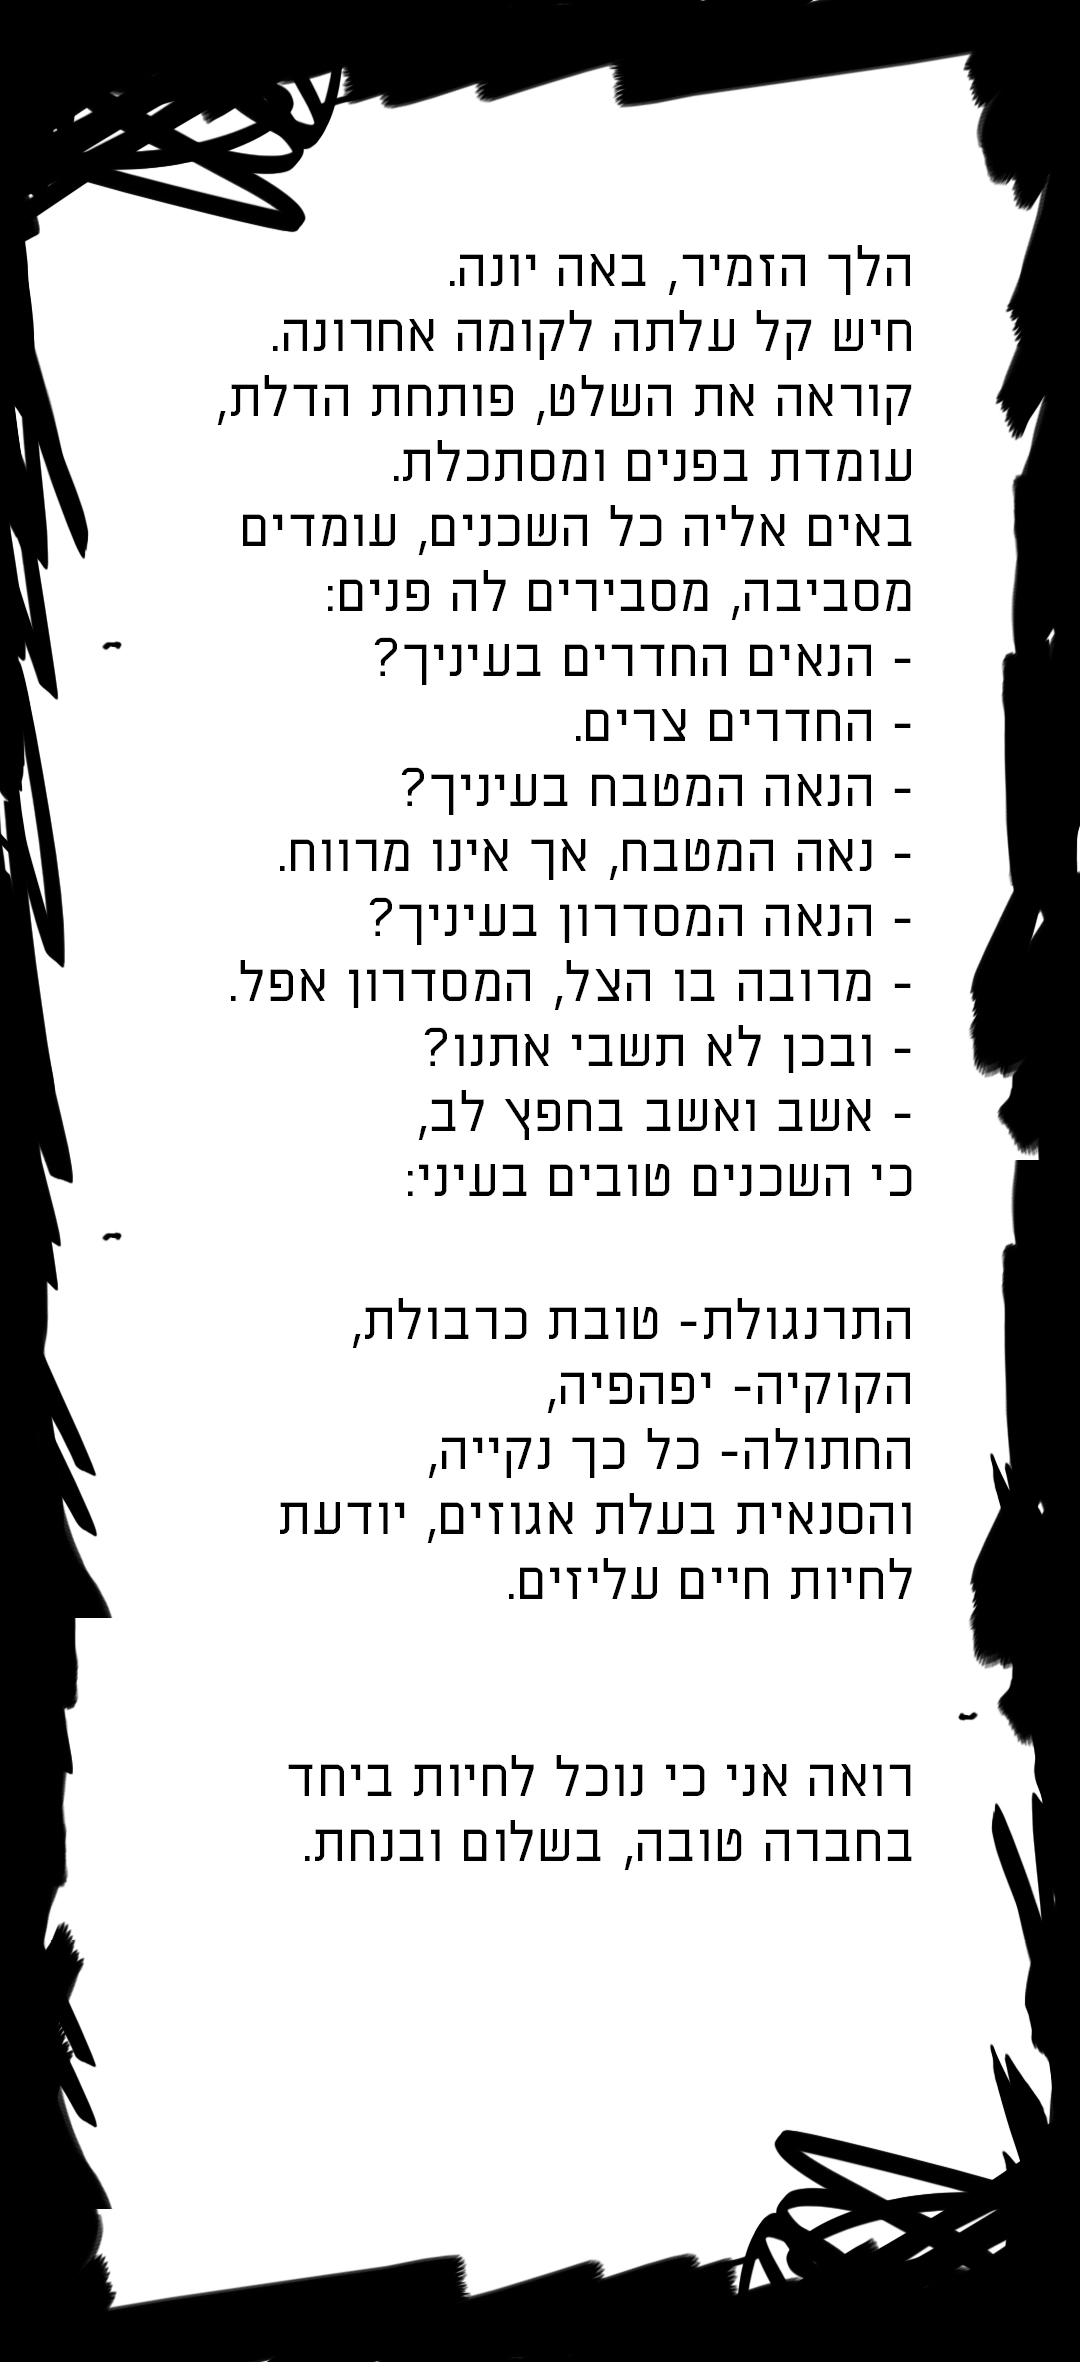 הלך הזמיר, באה יונה.
חיש קל עלתה לקומה אחרונה.
קוראה את השלט, פותחת הדלת,
עומדת בפנים ומסתכלת.
באים אליה כל השכנים, עומדים
מסביבה, מסבירים לה פנים:
- הנאים החדרים בעיניך?
- החדרים צרים.
- הנאה המטבח בעיניך?
- נאה המטבח, אך אינו מרווח.
- הנאה המסדרון בעיניך?
- מרובה בו הצל, המסדרון אפל.
- ובכן לא תשבי אתנו?
- אשב ואשב בחפץ לב,
כי השכנים טובים בעיני:
התרנגולת- טובת כרבולת,
הקוקיה- יפהפיה,
החתולה- כל כך נקייה,
והסנאית בעלת אגוזים, יודעת
לחיות חיים עליזים.
רואה אני כי נוכל לחיות ביחד
בחברה טובה, בשלום ובנחת.